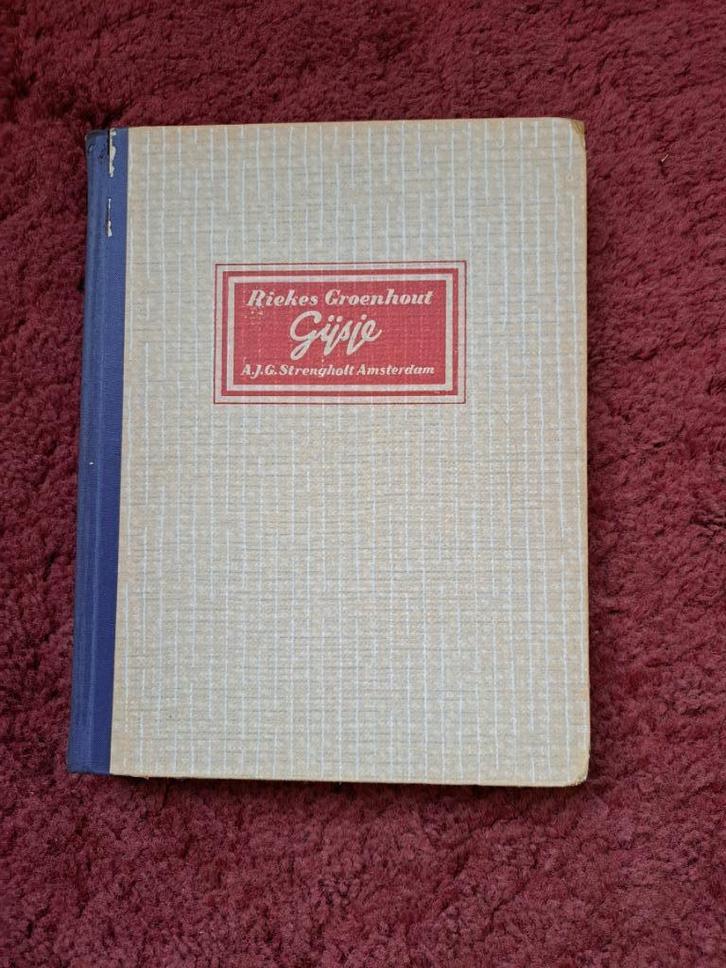 Riekes Groenhout
Gijsje
A.J.G. Strengholt Amsterdam